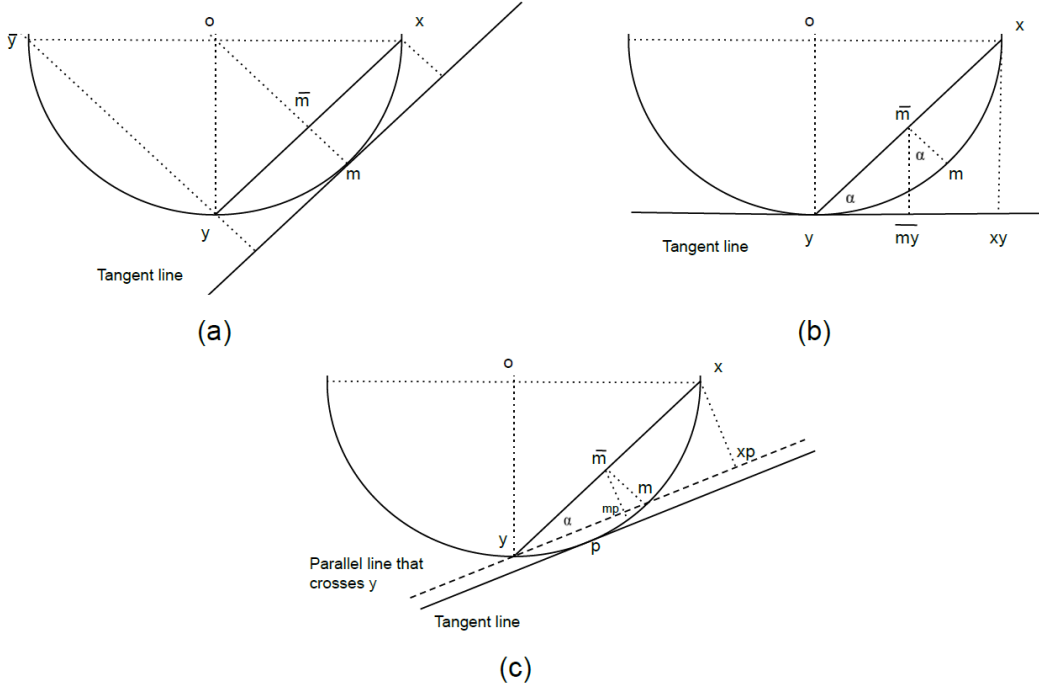 o
x
y̅
m̅
m
y
Tangent line
(a)
o
x
m̅
α
m
α
Tangent line
y
m̅y̅
xy
(b)
o
x
m̅
xp
m
mp
α
y
p
Parallel line that
crosses y
Tangent line
(c)